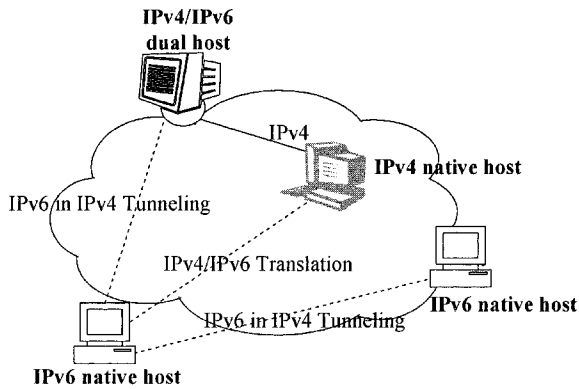 IPv4/IPv6
dual host
IPv4
IPv4 native host
IPv6 in IPv4 Tunneling
IPv4/IPv6 Translation
IPv6 native host
IPv6 in IPv4 Tunneling
IPv6 native host